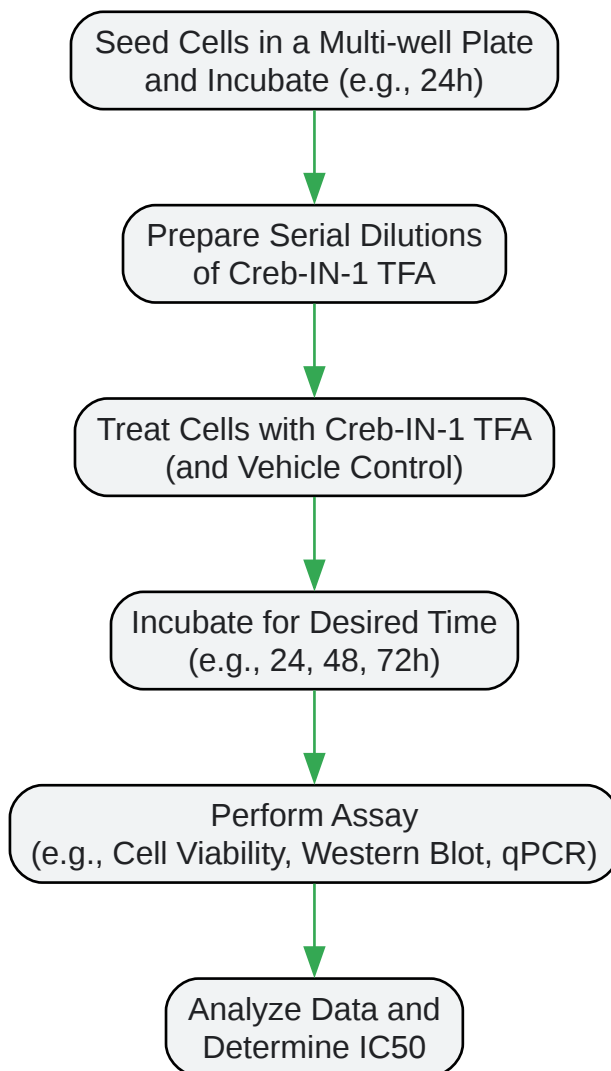 Seed Cells in a Multi-well Plate
and Incubate (e.g., 24h)
Prepare Serial Dilutions
of Creb-IN-1 TFA
Treat Cells with Creb-IN-1 TFA
(and Vehicle Control)
Incubate for Desired Time
(e.g., 24, 48, 72h)
Perform Assay
(e.g., Cell Viability, Western Blot, qPCR)
Analyze Data and
Determine IC50